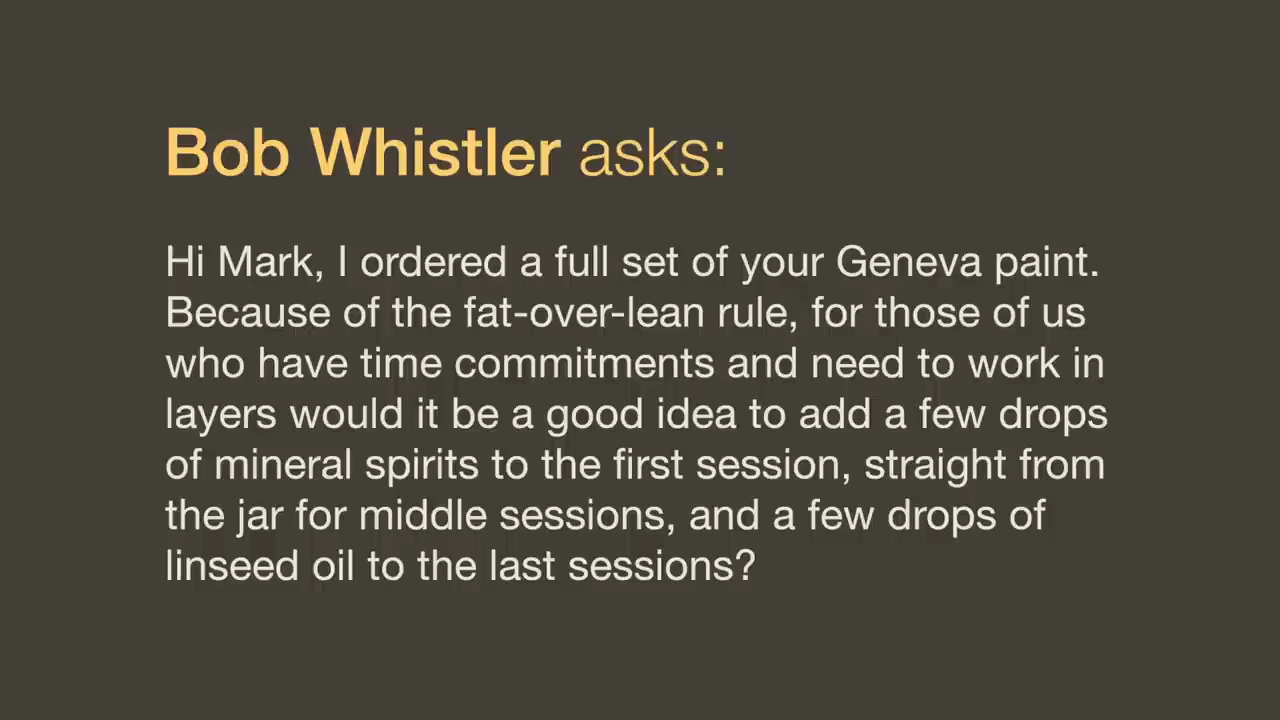 Bob Whistler asks:
Hi Mark, I ordered a full set of your Geneva paint.
Because of the fat-over-lean rule, for those of us
who have time commitments and need to work in
layers would it be a good idea to add a few drops
of mineral spirits to the first session, straight from
the jar for middle sessions, and a few drops of
linseed oil to the last sessions?